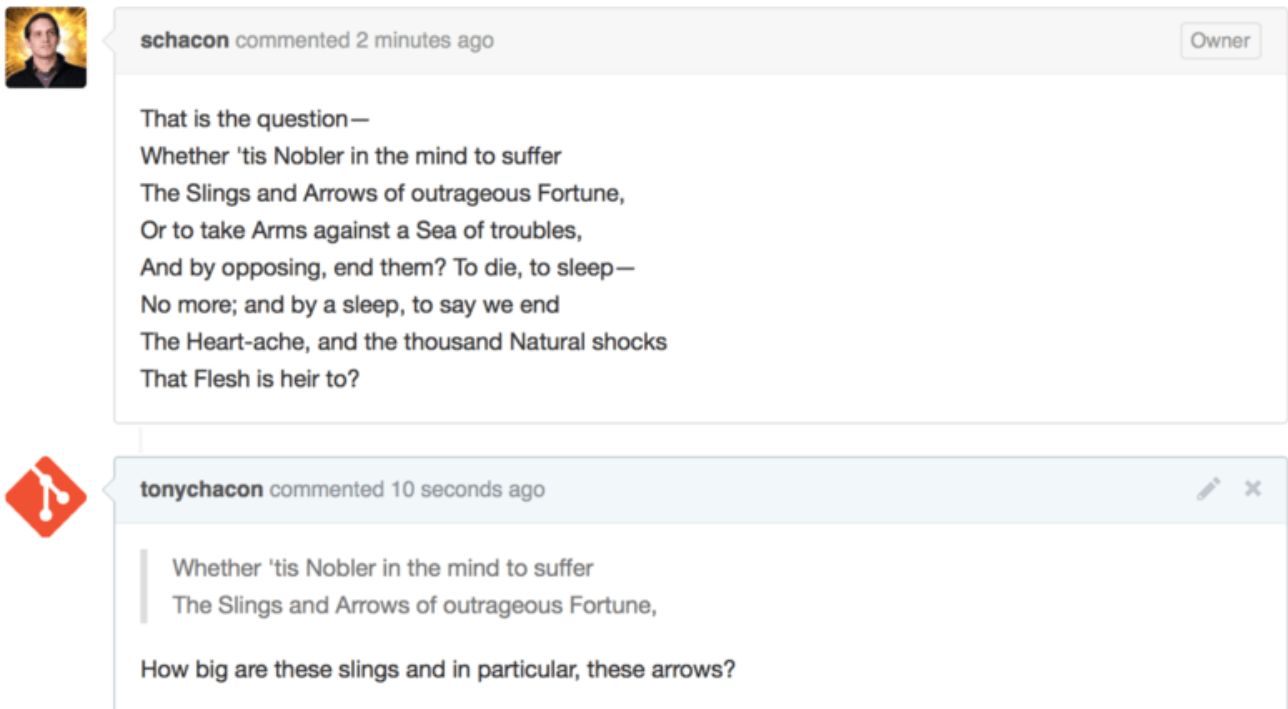 schacon commented 2 minutes ago
Owner
That is the question—
Whether 'tis Nobler in the mind to suffer
The Slings and Arrows of outrageous Fortune,
Or to take Arms against a Sea of troubles,
And by opposing, end them? To die, to sleep—
No more; and by a sleep, to say we end
The Heart-ache, and the thousand Natural shocks
That Flesh is heir to?
tonychacon commented 10 seconds ago
Whether 'tis Nobler in the mind to suffer
The Slings and Arrows of outrageous Fortune,
How big are these slings and in particular, these arrows?